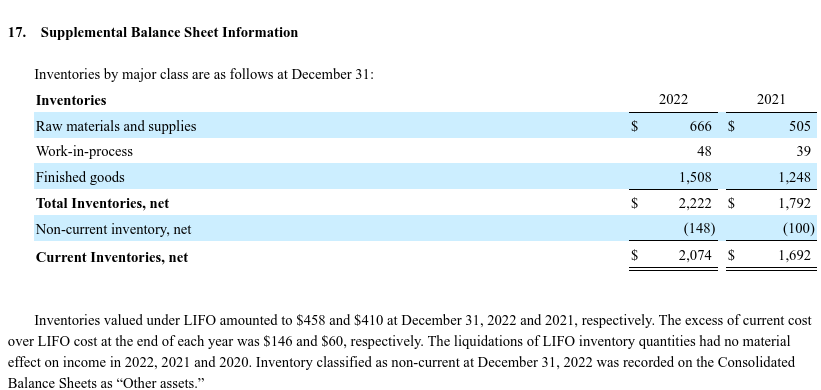 17. Supplemental Balance Sheet Information
Inventories by major class are as follows at December 31:
Inventories 2022 2021
Raw materials and supplies $ 666 $ 505
Work-in-process 48 39
Finished goods 1,508 1,248
Total Inventories, net $ 2,222 $ 1,792
Non-current inventory, net (148) (100)
Current Inventories, net $ 2,074 $ 1,692
Inventories valued under LIFO amounted to $458 and $410 at December 31, 2022 and 2021, respectively. The excess of current cost
over LIFO cost at the end of each year was $146 and $60, respectively. The liquidations of LIFO inventory quantities had no material
effect on income in 2022, 2021 and 2020. Inventory classified as non-current at December 31, 2022 was recorded on the Consolidated
Balance Sheets as “Other assets.”